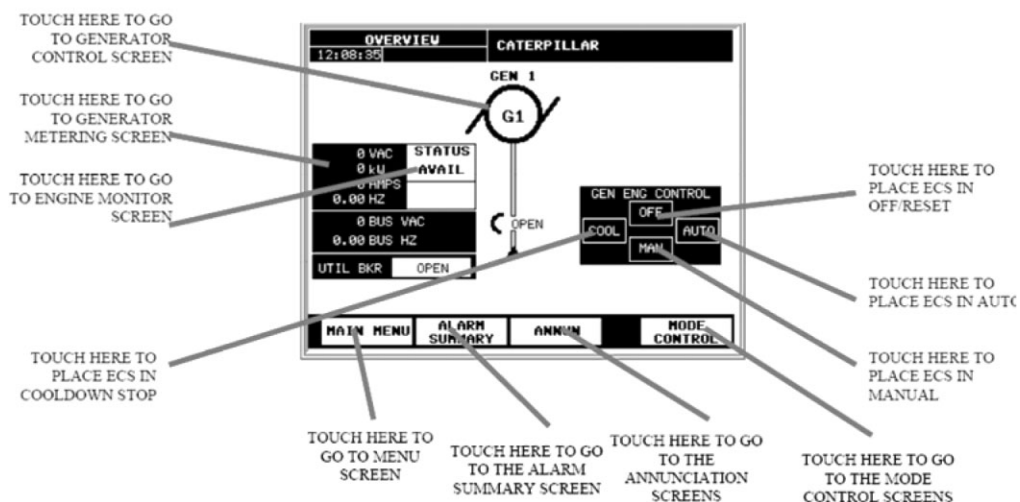 TOUCH HERE TO GO
TO GENERATOR
CONTROL SCREEN
TOUCH HERE TO GO
TO GENERATOR
METERING SCREEN
TOUCH HERE TO GO
TO ENGINE MONITOR
SCREEN
TOUCH HERE TO
PLACE ECS IN
COOLDOWN STOP
OVERVIEW
12:08:35
CATERPILLAR
GEN 1
G1
0 VAC
0 kW
0 AMPS
0.00 HZ
STATUS
AVAIL
0 BUS VAC
0.00 BUS HZ
UTIL BKR OPEN
OPEN
GEN ENG CONTROL
OFF
COOL
AUTO
MAN
MAIN MENU
ALARM
SUMMARY
ANNUN
MODE
CONTROL
TOUCH HERE TO
PLACE ECS IN
OFF/RESET
TOUCH HERE TO
PLACE ECS IN AUTO
TOUCH HERE TO
PLACE ECS IN
MANUAL
TOUCH HERE TO
GO TO MENU
SCREEN
TOUCH HERE TO GO
TO THE ALARM
SUMMARY SCREEN
TOUCH HERE TO GO
TO THE
ANNUNCIATION
SCREENS
TOUCH HERE TO GO
TO THE MODE
CONTROL SCREENS